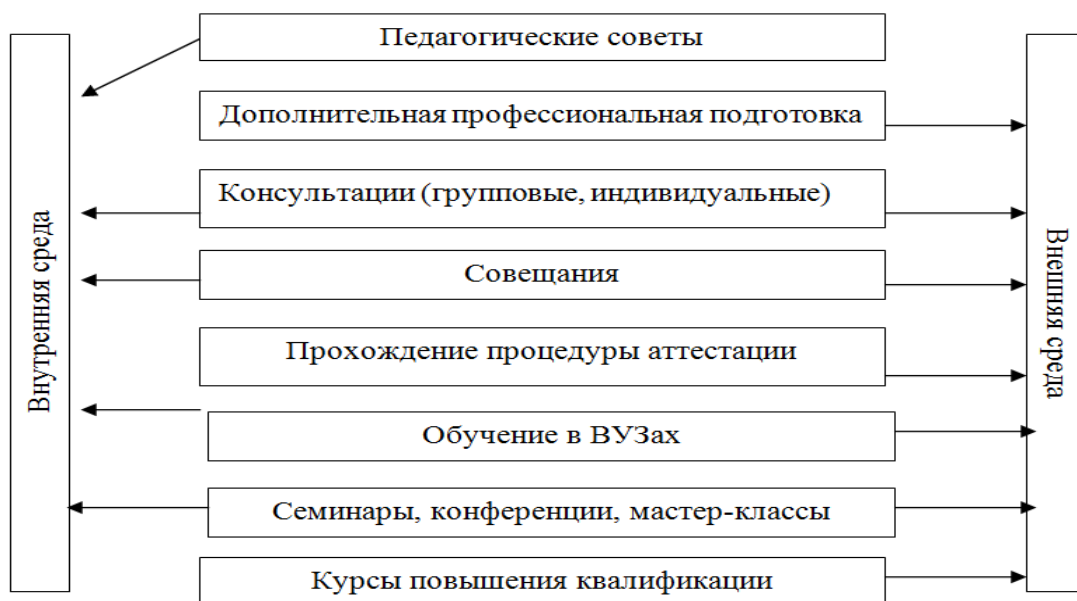 Педагогические советы
Дополнительная профессиональная подготовка
Консультации (групповые, индивидуальные)
Совещания
Прохождение процедуры аттестации
Обучение в ВУЗах
Семинары, конференции, мастер-классы
Курсы повышения квалификации
Внутренняя среда
Внешняя среда